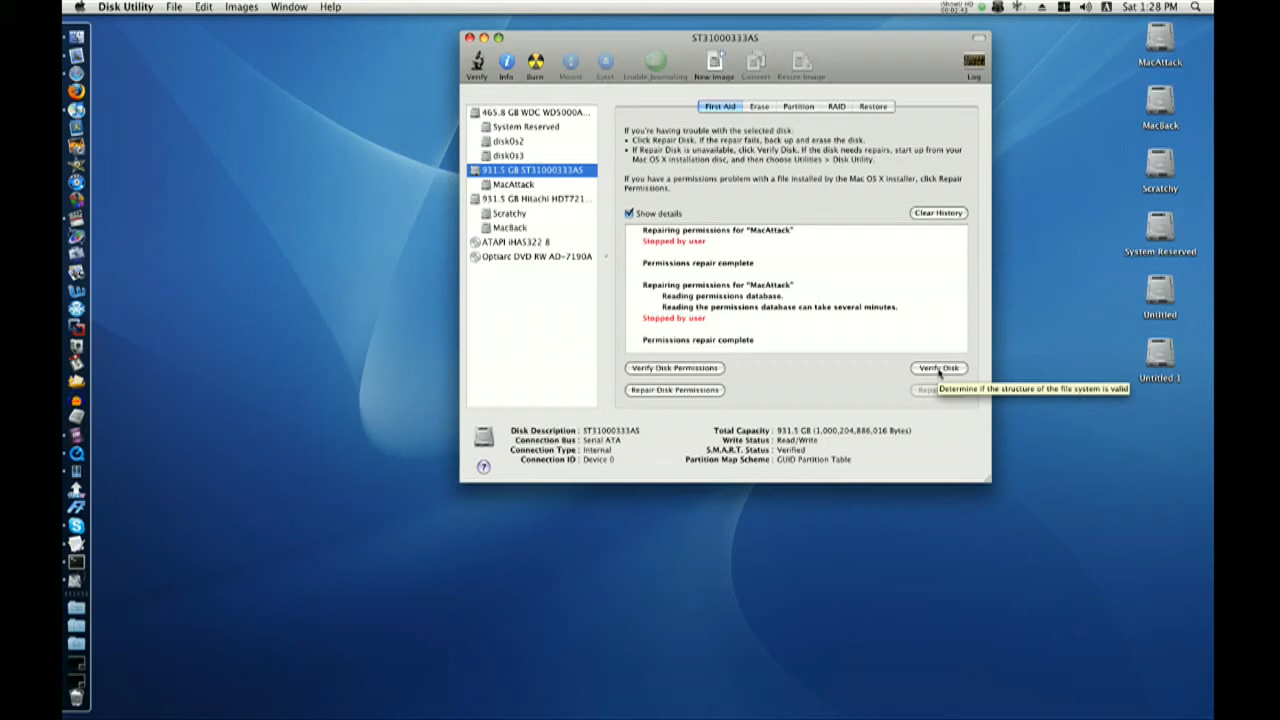 Disk Utility File Edit Images Window Help
Sat 1:28 PM
ST31000333AS
Verify Info Burn Mount Eject Enable Journaling New Image Convert Resize Image Log
465.8 GB WDC WD5000A...
System Reserved
disk0s2
disk0s3
931.5 GB ST31000333AS
MacAttack
931.5 GB Hitachi HDT721...
Scratchy
MacBack
ATAPI iHAS322 8
Optiarc DVD RW AD-7190A
First Aid Erase Partition RAID Restore
If you're having trouble with the selected disk:
• Click Repair Disk. If the repair fails, back up and erase the disk.
• If Repair Disk is unavailable, click Verify Disk. If the disk needs repairs, start up from your
Mac OS X installation disc, and then choose Utilities > Disk Utility.
If you have a permissions problem with a file installed by the Mac OS X installer, click Repair
Permissions.
Show details
Clear History
Repairing permissions for "MacAttack"
Stopped by user
Permissions repair complete
Repairing permissions for "MacAttack"
Reading permissions database.
Reading the permissions database can take several minutes.
Stopped by user
Permissions repair complete
Verify Disk Permissions
Verify Disk
Repair Disk Permissions
Determine if the structure of the file system is valid
Disk Description : ST31000333AS
Connection Bus : Serial ATA
Connection Type : Internal
Connection ID : Device 0
Total Capacity : 931.5 GB (1,000,204,886,016 Bytes)
Write Status : Read/Write
S.M.A.R.T. Status : Verified
Partition Map Scheme : GUID Partition Table
?
MacAttack
MacBack
Scratchy
System Reserved
Untitled
Untitled 1